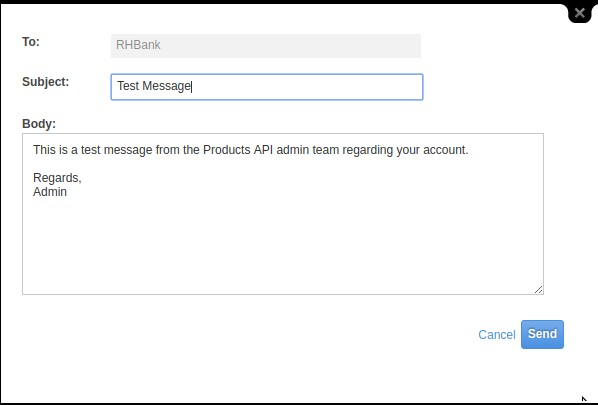 To: RHBank
Subject: Test Message
Body:
This is a test message from the Products API admin team regarding your account.
Regards,
Admin
Cancel Send